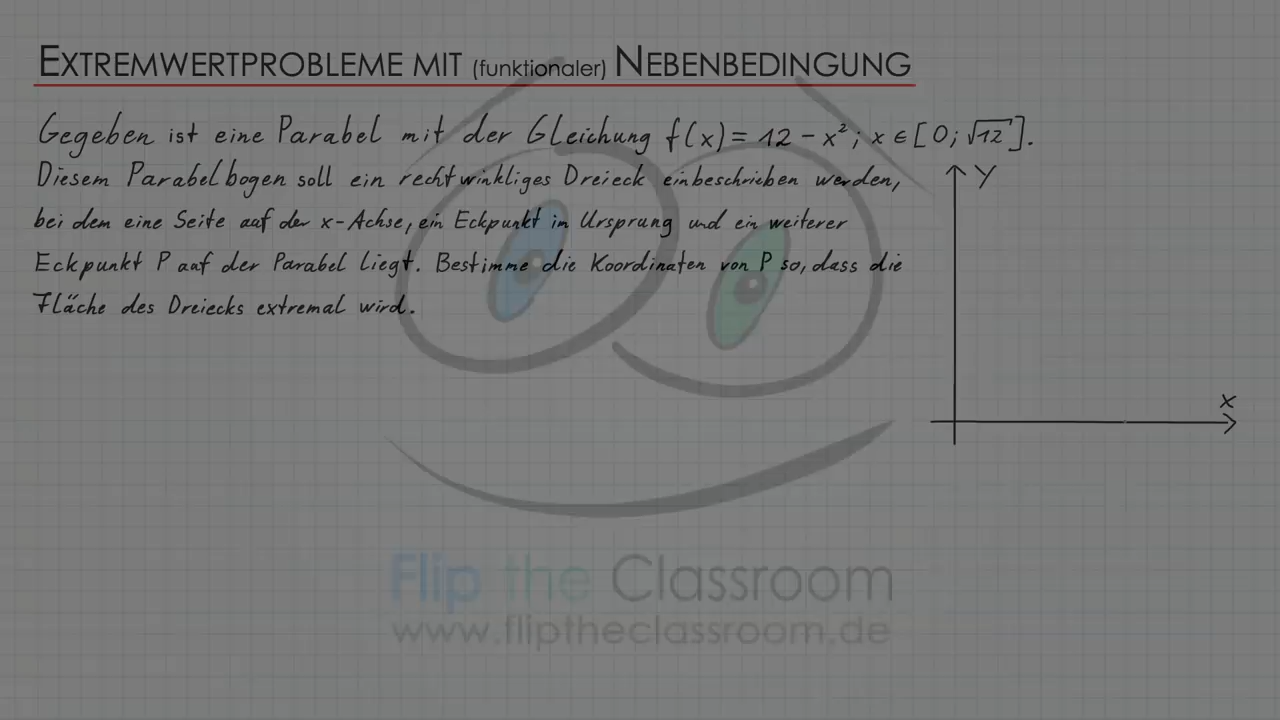 EXTREMWERTPROBLEME MIT (funktionaler) NEBENBEDINGUNG
Gegeben ist eine Parabel mit der Gleichung f(x) = 12 − x²; x ∈ [0; √12].
Diesem Parabelbogen soll ein rechtwinkliges Dreieck einbeschrieben werden,
bei dem eine Seite auf der x-Achse, ein Eckpunkt im Ursprung und ein weiterer
Eckpunkt P auf der Parabel liegt. Bestimme die Koordinaten von P so, dass die
Fläche des Dreiecks extremal wird.
Y
x
Flip the Classroom
www.fliptheclassroom.de